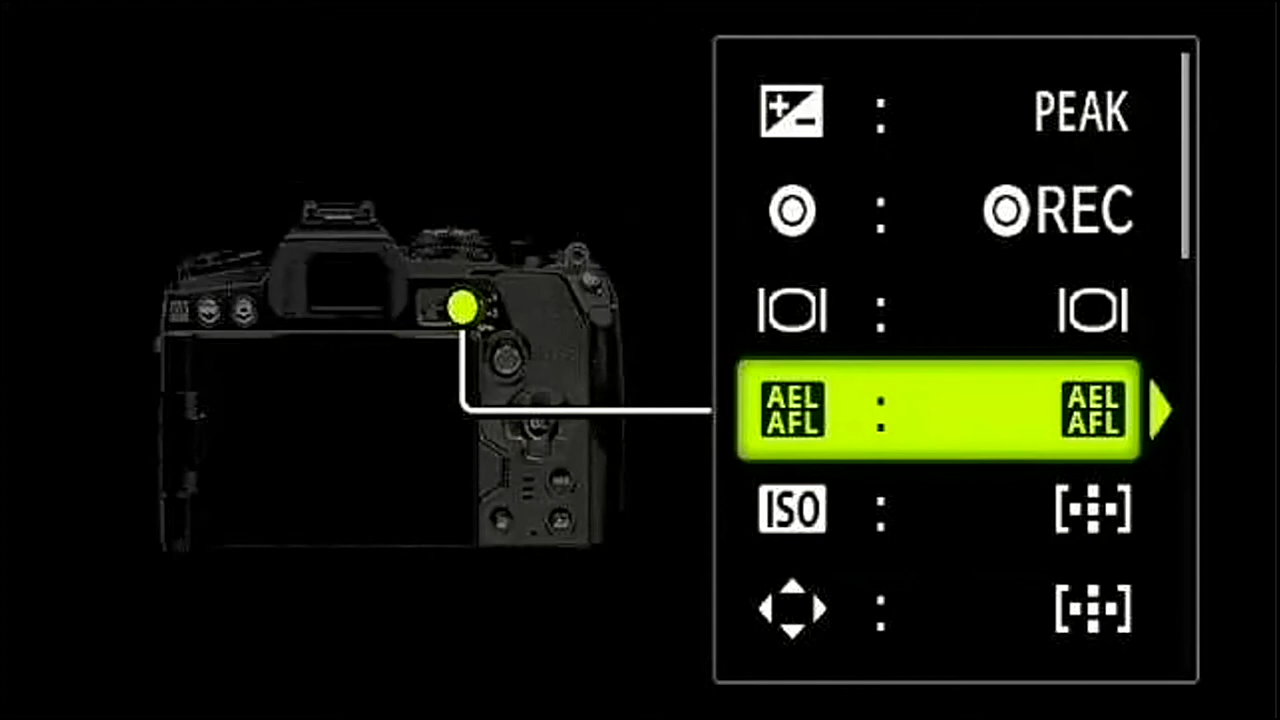 : PEAK
: REC
:
AEL AFL : AEL AFL
ISO :
: